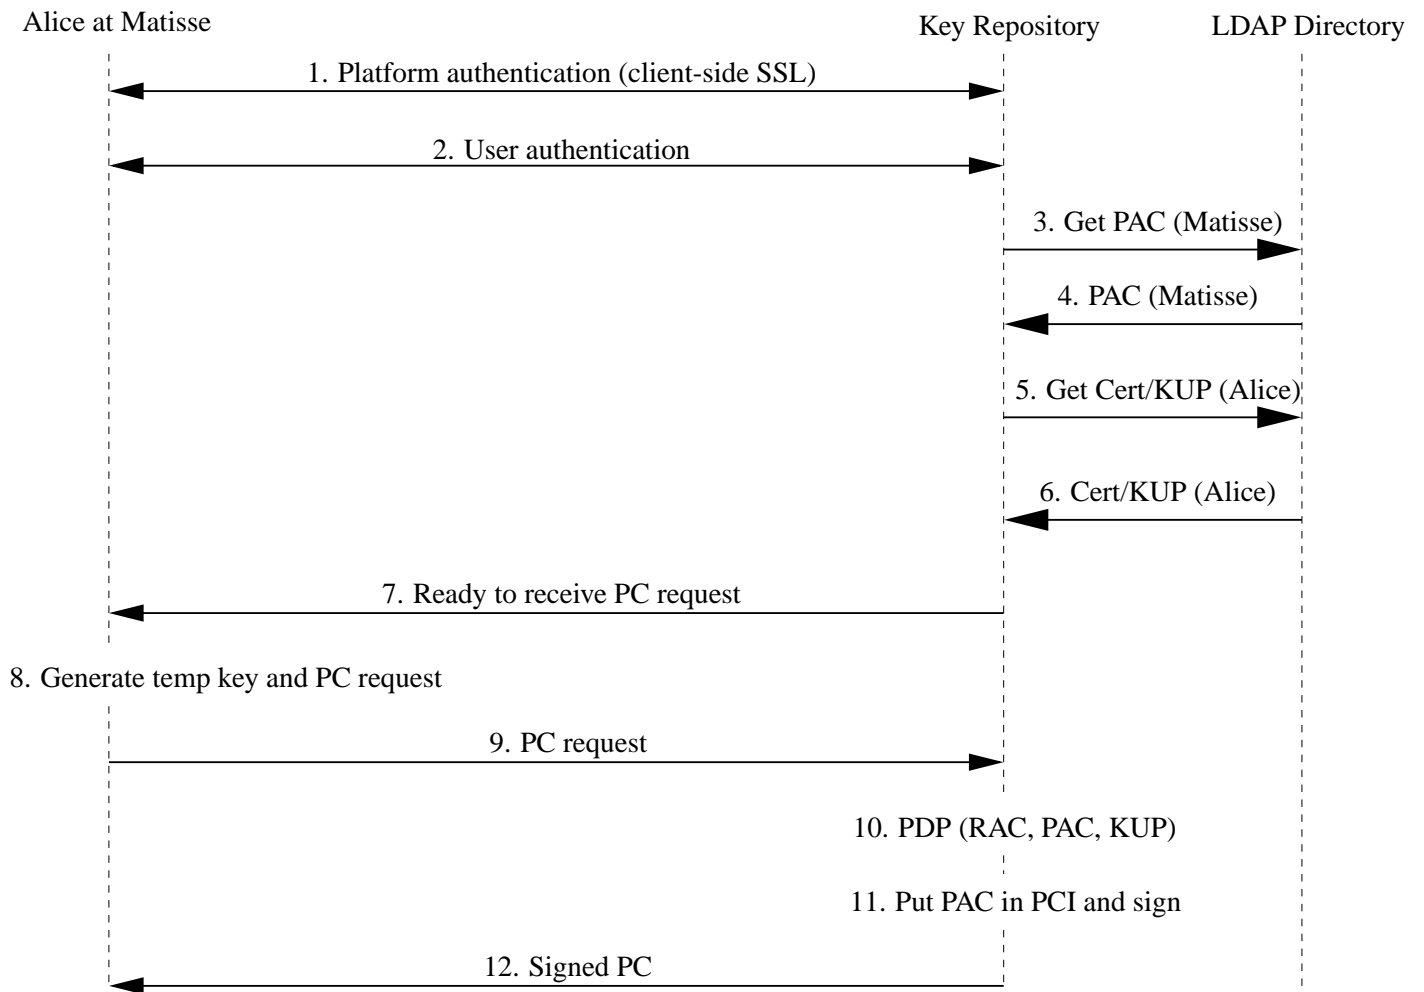 Alice at Matisse
Key Repository
LDAP Directory
1. Platform authentication (client-side SSL)
2. User authentication
3. Get PAC (Matisse)
4. PAC (Matisse)
5. Get Cert/KUP (Alice)
6. Cert/KUP (Alice)
7. Ready to receive PC request
8. Generate temp key and PC request
9. PC request
10. PDP (RAC, PAC, KUP)
11. Put PAC in PCI and sign
12. Signed PC